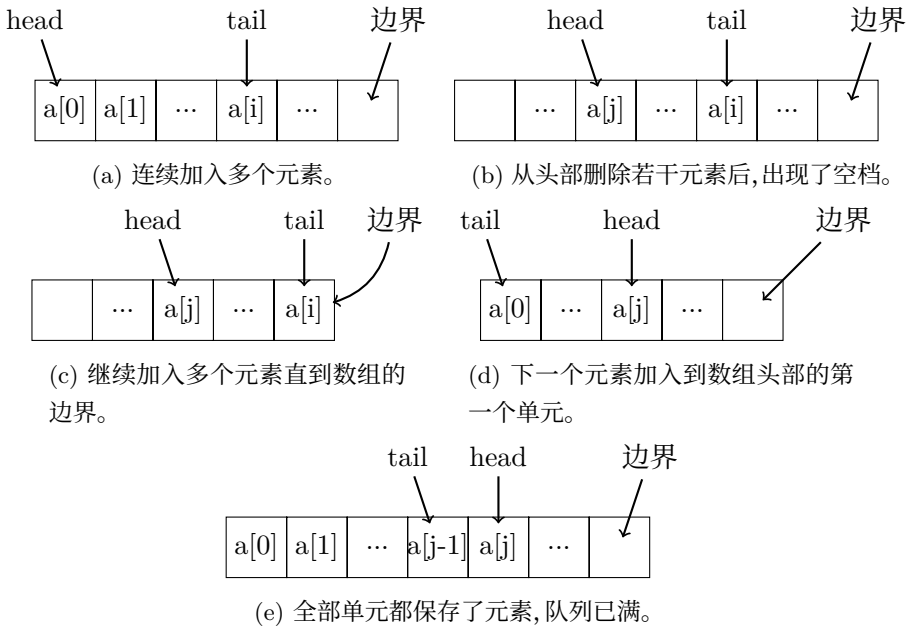 head tail 边界
a[0] a[1] ... a[i] ...
(a) 连续加入多个元素。
head tail 边界
... a[j] ... a[i] ...
(b) 从头部删除若干元素后,出现了空档。
head tail 边界
... a[j] ... a[i]
(c) 继续加入多个元素直到数组的
边界。
tail head 边界
a[0] ... a[j] ...
(d) 下一个元素加入到数组头部的第
一个单元。
tail head 边界
a[0] a[1] ... a[j-1] a[j] ...
(e) 全部单元都保存了元素,队列已满。